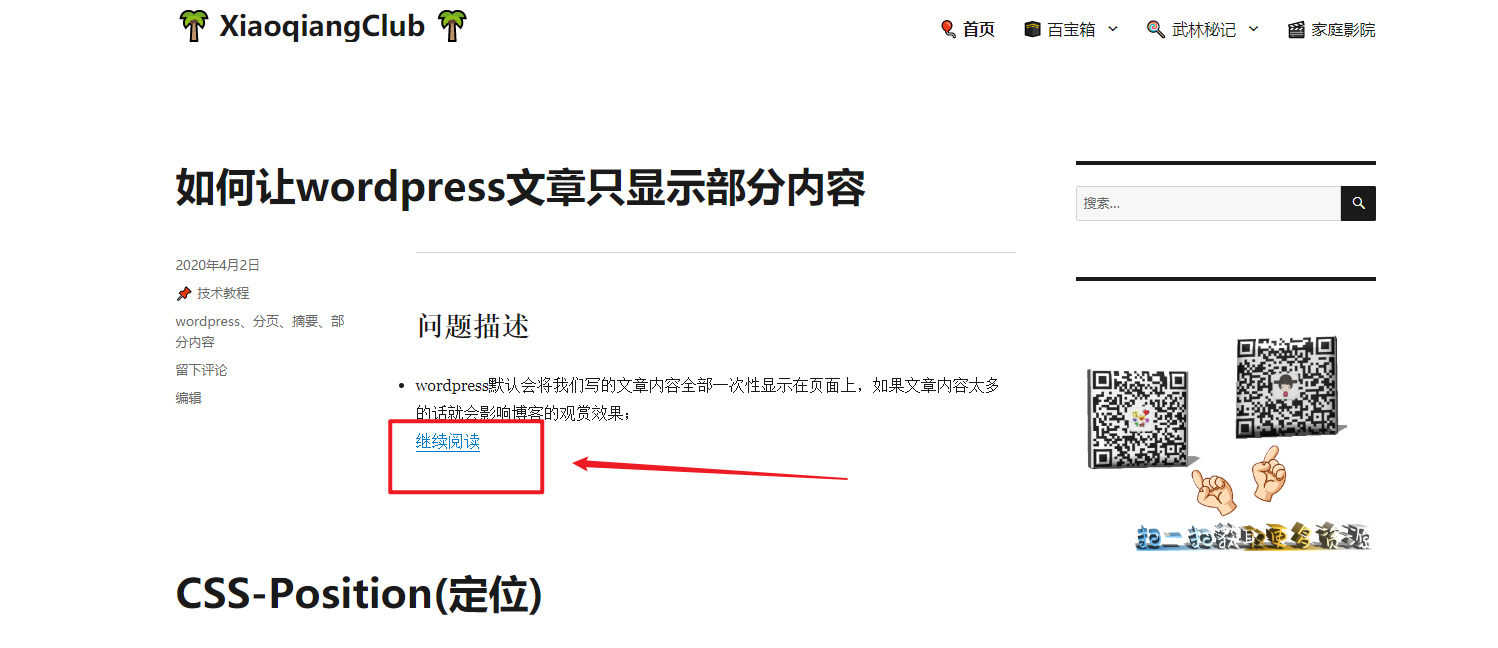 XiaoqiangClub
首页
百宝箱
武林秘记
家庭影院
如何让wordpress文章只显示部分内容
2020年4月2日
技术教程
wordpress、分页、摘要、部
分内容
留下评论
编辑
问题描述
wordpress默认会将我们写的文章内容全部一次性显示在页面上，如果文章内容太多
的话就会影响博客的观赏效果；
继续阅读
搜索...
扫一扫获取更多资源
CSS-Position(定位)